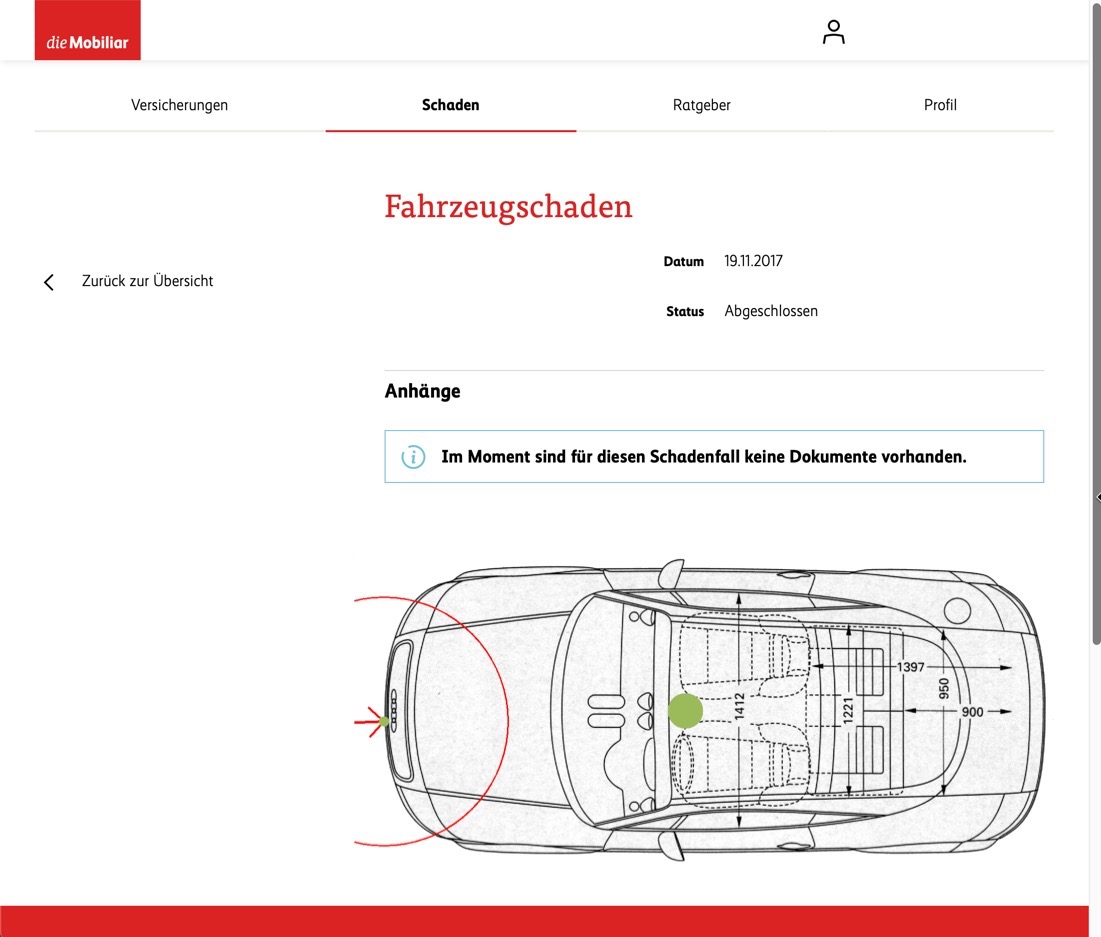 die Mobiliar
Versicherungen Schaden Ratgeber Profil
Fahrzeugschaden
Datum 19.11.2017
Zurück zur Übersicht
Status Abgeschlossen
Anhänge
i Im Moment sind für diesen Schadenfall keine Dokumente vorhanden.
1397
950
1412
1221
900